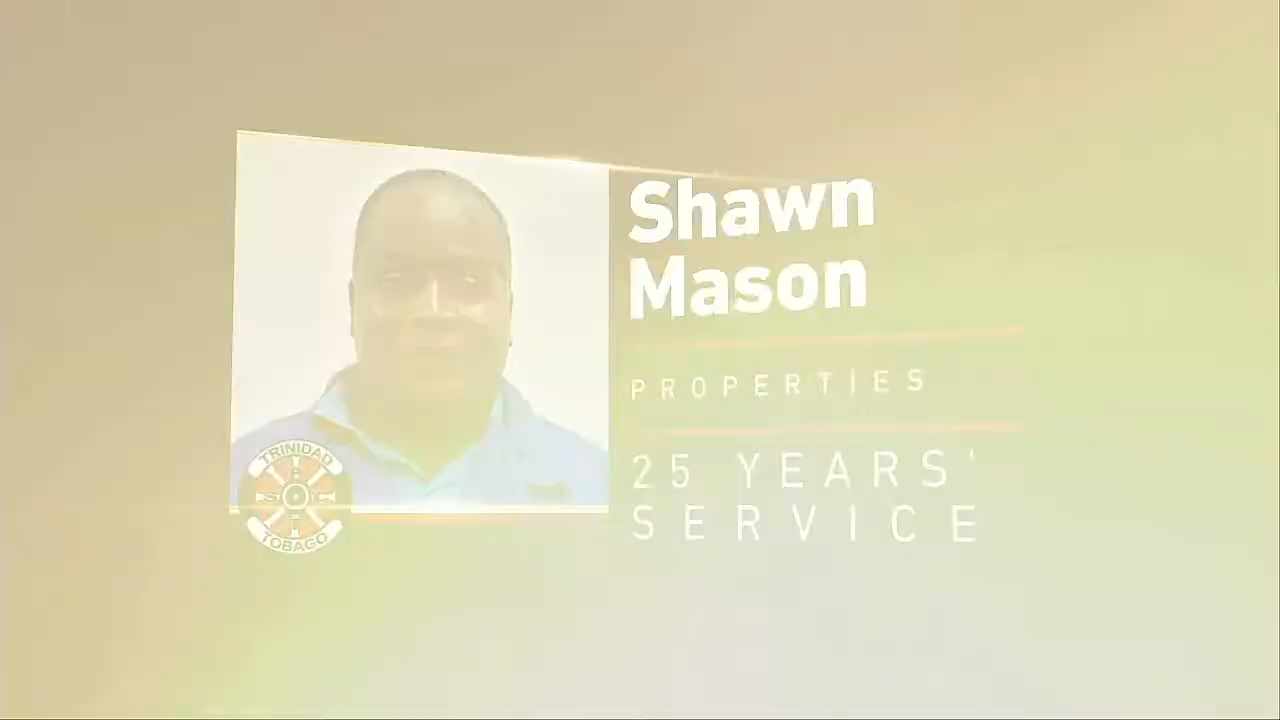 Shawn
Mason
PROPERTIES
25 YEARS'
SERVICE
TRINIDAD
TOBAGO